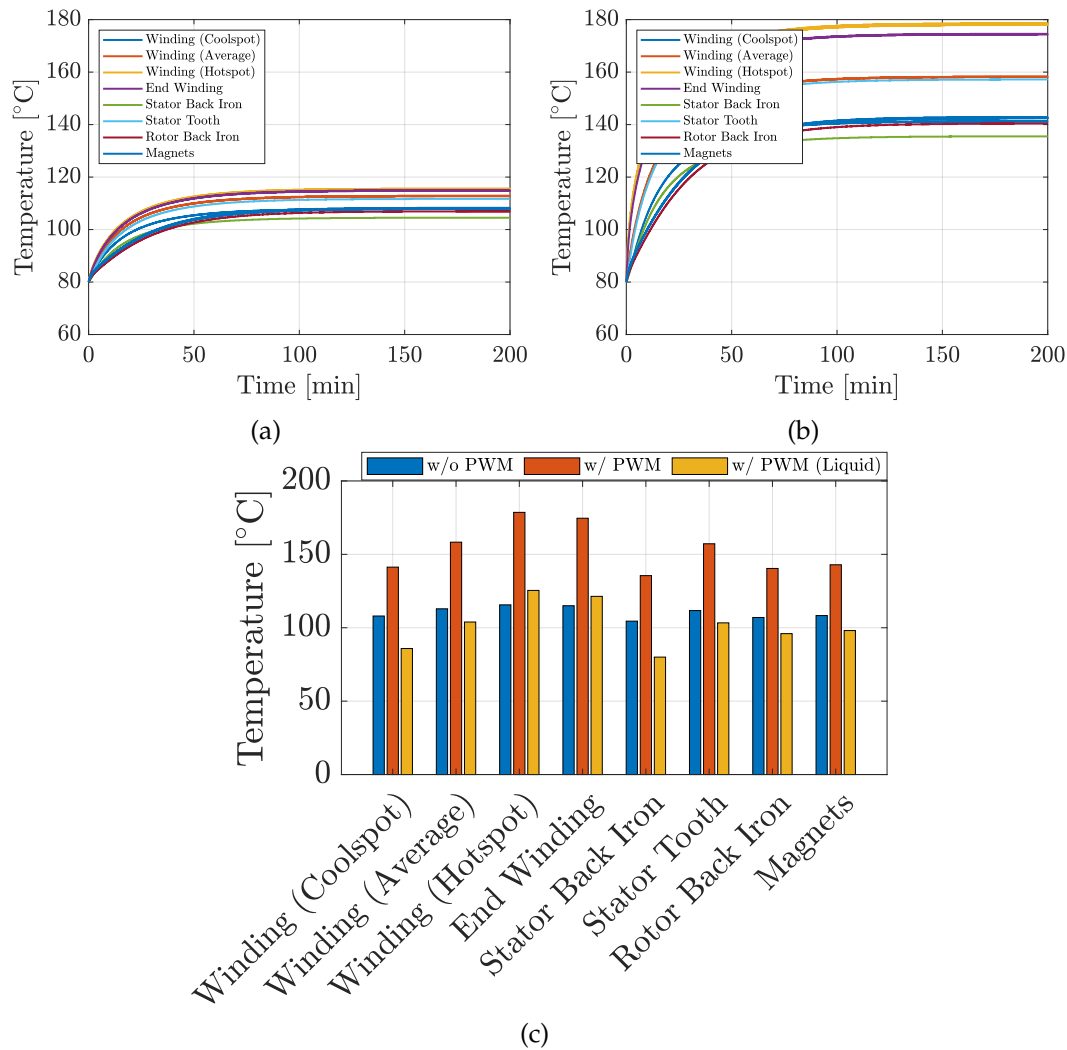 180
160
140
120
100
80
60
Temperature [°C]
Winding (Coolspot)
Winding (Average)
Winding (Hotspot)
End Winding
Stator Back Iron
Stator Tooth
Rotor Back Iron
Magnets
0 50 100 150 200
Time [min]
(a)
180
160
140
120
100
80
60
Temperature [°C]
Winding (Coolspot)
Winding (Average)
Winding (Hotspot)
End Winding
Stator Back Iron
Stator Tooth
Rotor Back Iron
Magnets
0 50 100 150 200
Time [min]
(b)
w/o PWM w/ PWM w/ PWM (Liquid)
200
150
100
50
0
Temperature [°C]
Winding (Coolspot)
Winding (Average)
Winding (Hotspot)
End Winding
Stator Back Iron
Stator Tooth
Rotor Back Iron
Magnets
(c)